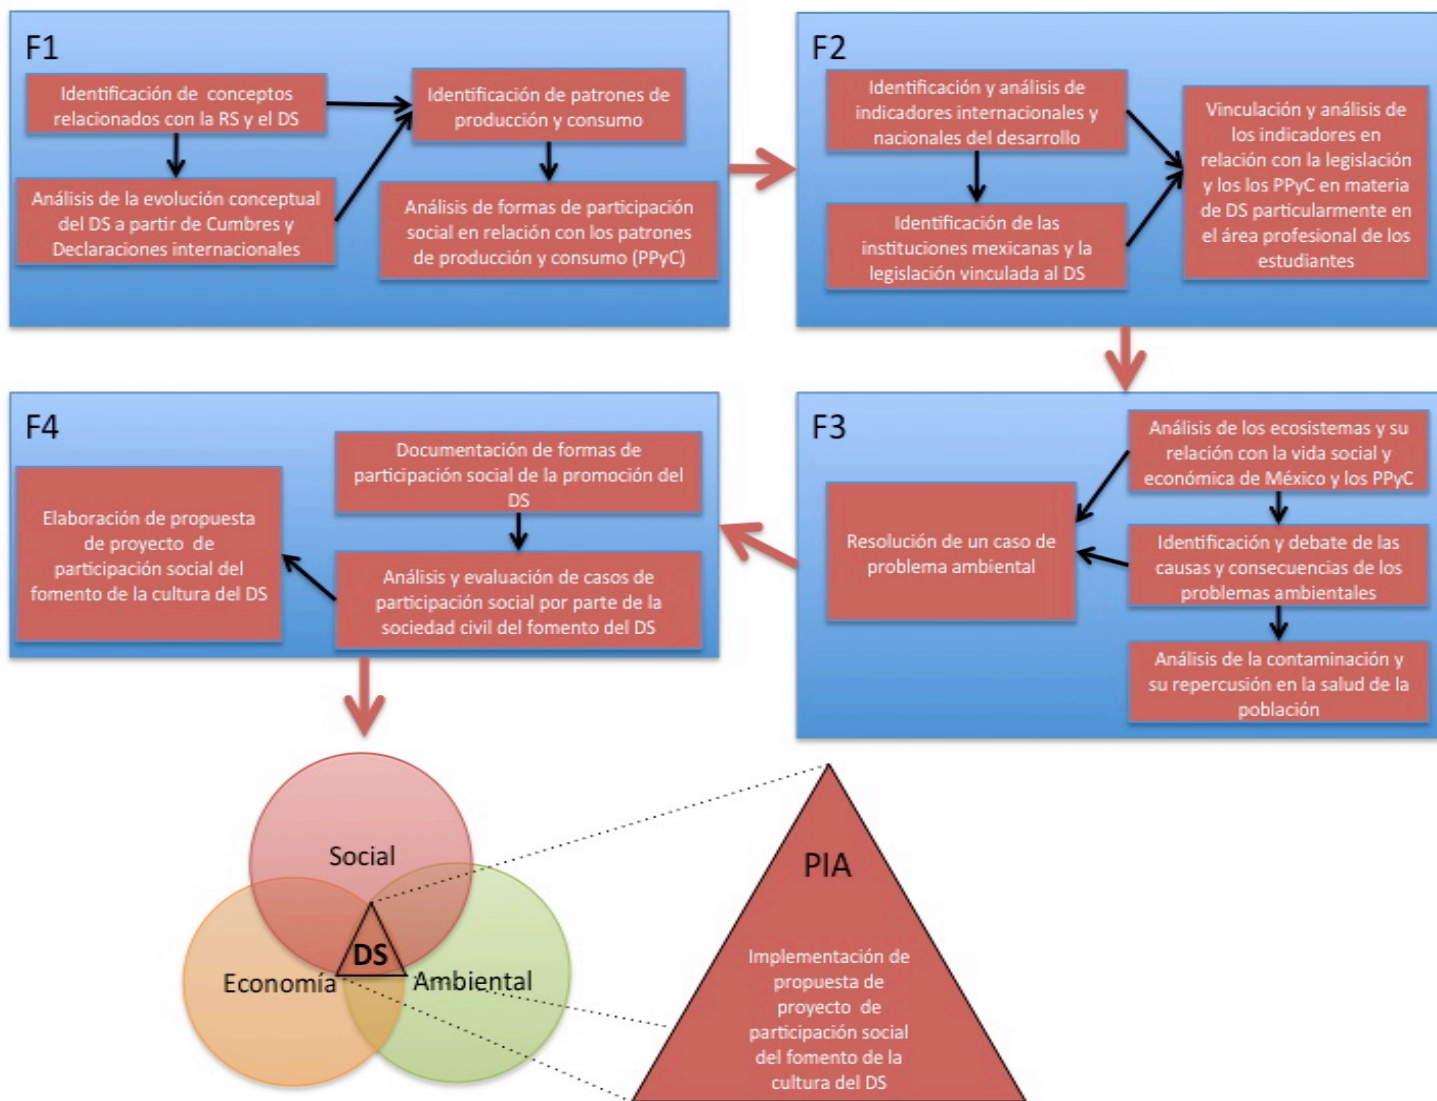 F1
Identificación de conceptos
relacionados con la RS y el DS
Identificación de patrones de
producción y consumo
Análisis de la evolución conceptual
del DS a partir de Cumbres y
Declaraciones internacionales
Análisis de formas de participación
social en relación con los patrones
de producción y consumo (PPyC)
F2
Identificación y análisis de
indicadores internacionales y
nacionales del desarrollo
Identificación de las
instituciones mexicanas y la
legislación vinculada al DS
Vinculación y análisis de
los indicadores en
relación con la legislación
y los los PPyC en materia
de DS particularmente en
el área profesional de los
estudiantes
F3
Análisis de los ecosistemas y su
relación con la vida social y
económica de México y los PPyC
Identificación y debate de las
causas y consecuencias de los
problemas ambientales
Análisis de la contaminación y
su repercusión en la salud de la
población
Resolución de un caso de
problema ambiental
F4
Documentación de formas de
participación social de la promoción del
DS
Análisis y evaluación de casos de
participación social por parte de la
sociedad civil del fomento del DS
Elaboración de propuesta
de proyecto de
participación social del
fomento de la cultura del DS
Social
DS
Economía
Ambiental
PIA
Implementación de
propuesta de
proyecto de
participación social
del fomento de la
cultura del DS